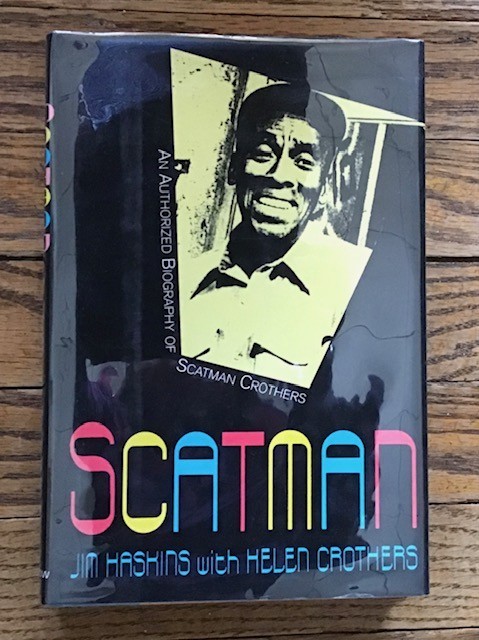 AN AUTHORIZED BIOGRAPHY OF
SCATMAN CROTHERS
SCATMAN
JIM HASKINS with HELEN CROTHERS